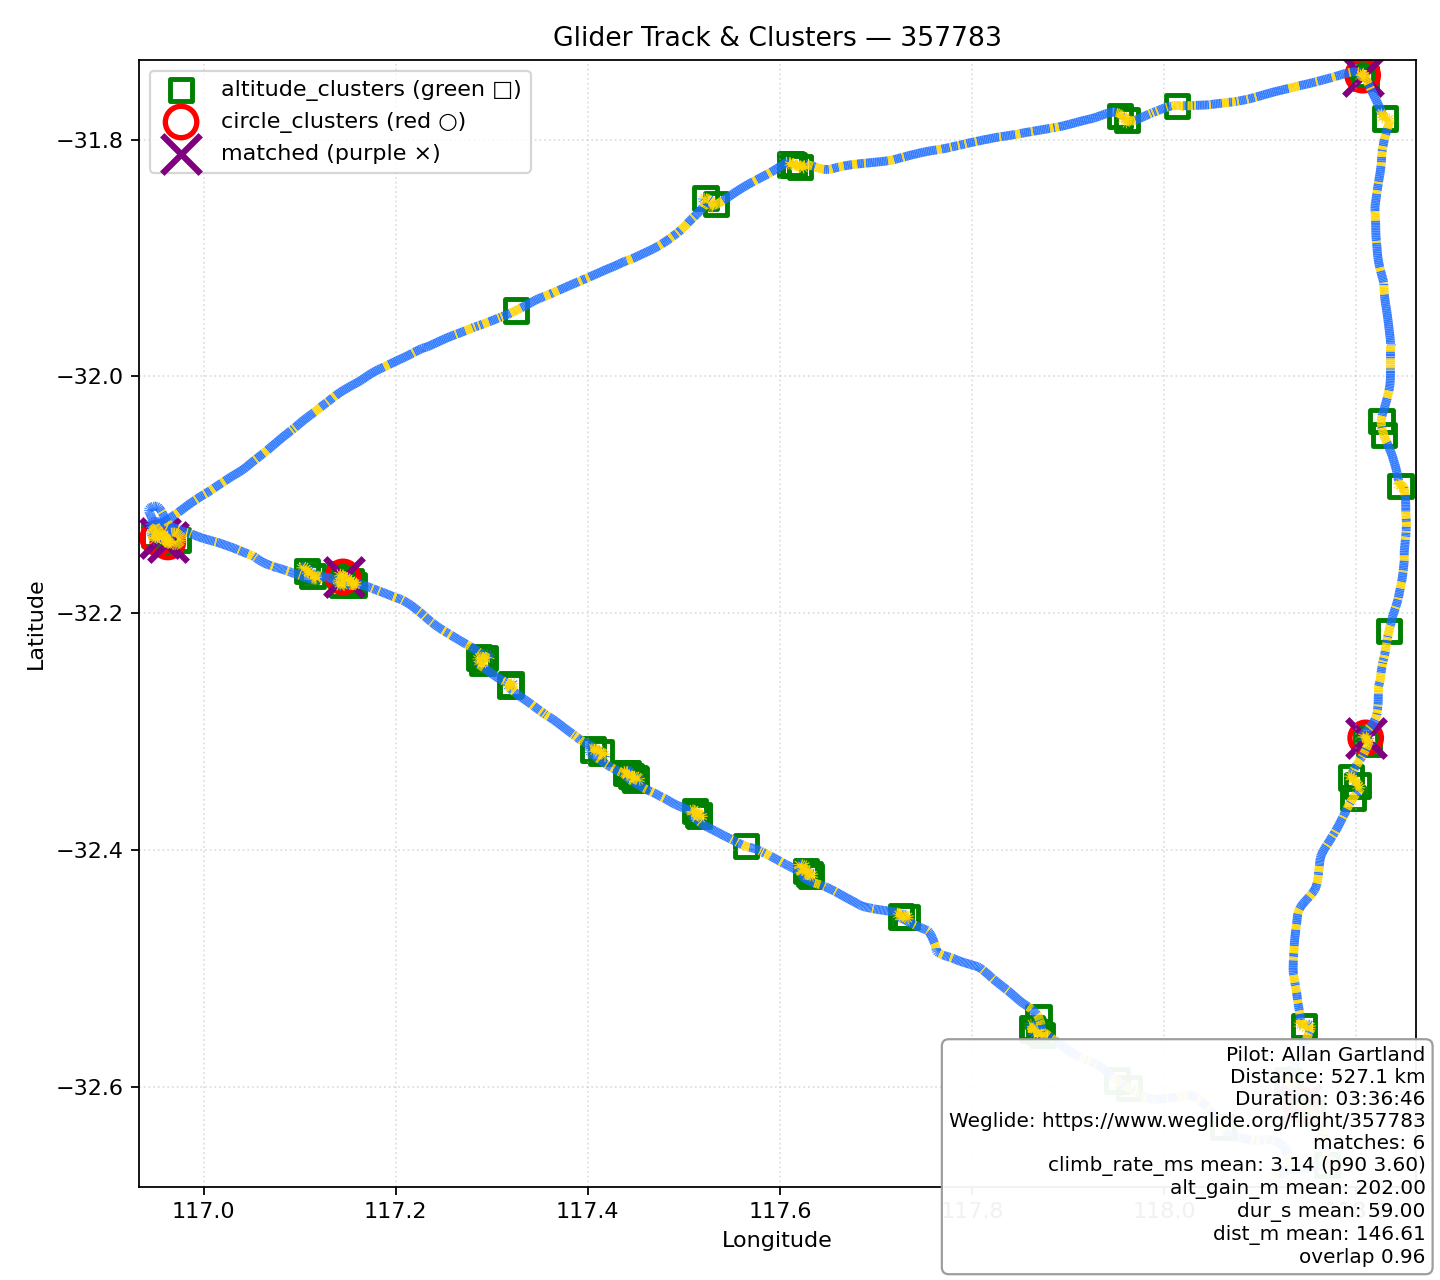 Glider Track & Clusters — 357783
altitude_clusters (green □)
circle_clusters (red ○)
matched (purple ×)
Latitude
−31.8
−32.0
−32.2
−32.4
−32.6
117.0
117.2
117.4
117.6
117.8
118.0
Longitude
Pilot: Allan Gartland
Distance: 527.1 km
Duration: 03:36:46
Weglide: https://www.weglide.org/flight/357783
matches: 6
climb_rate_ms mean: 3.14 (p90 3.60)
alt_gain_m mean: 202.00
dur_s mean: 59.00
dist_m mean: 146.61
overlap 0.96